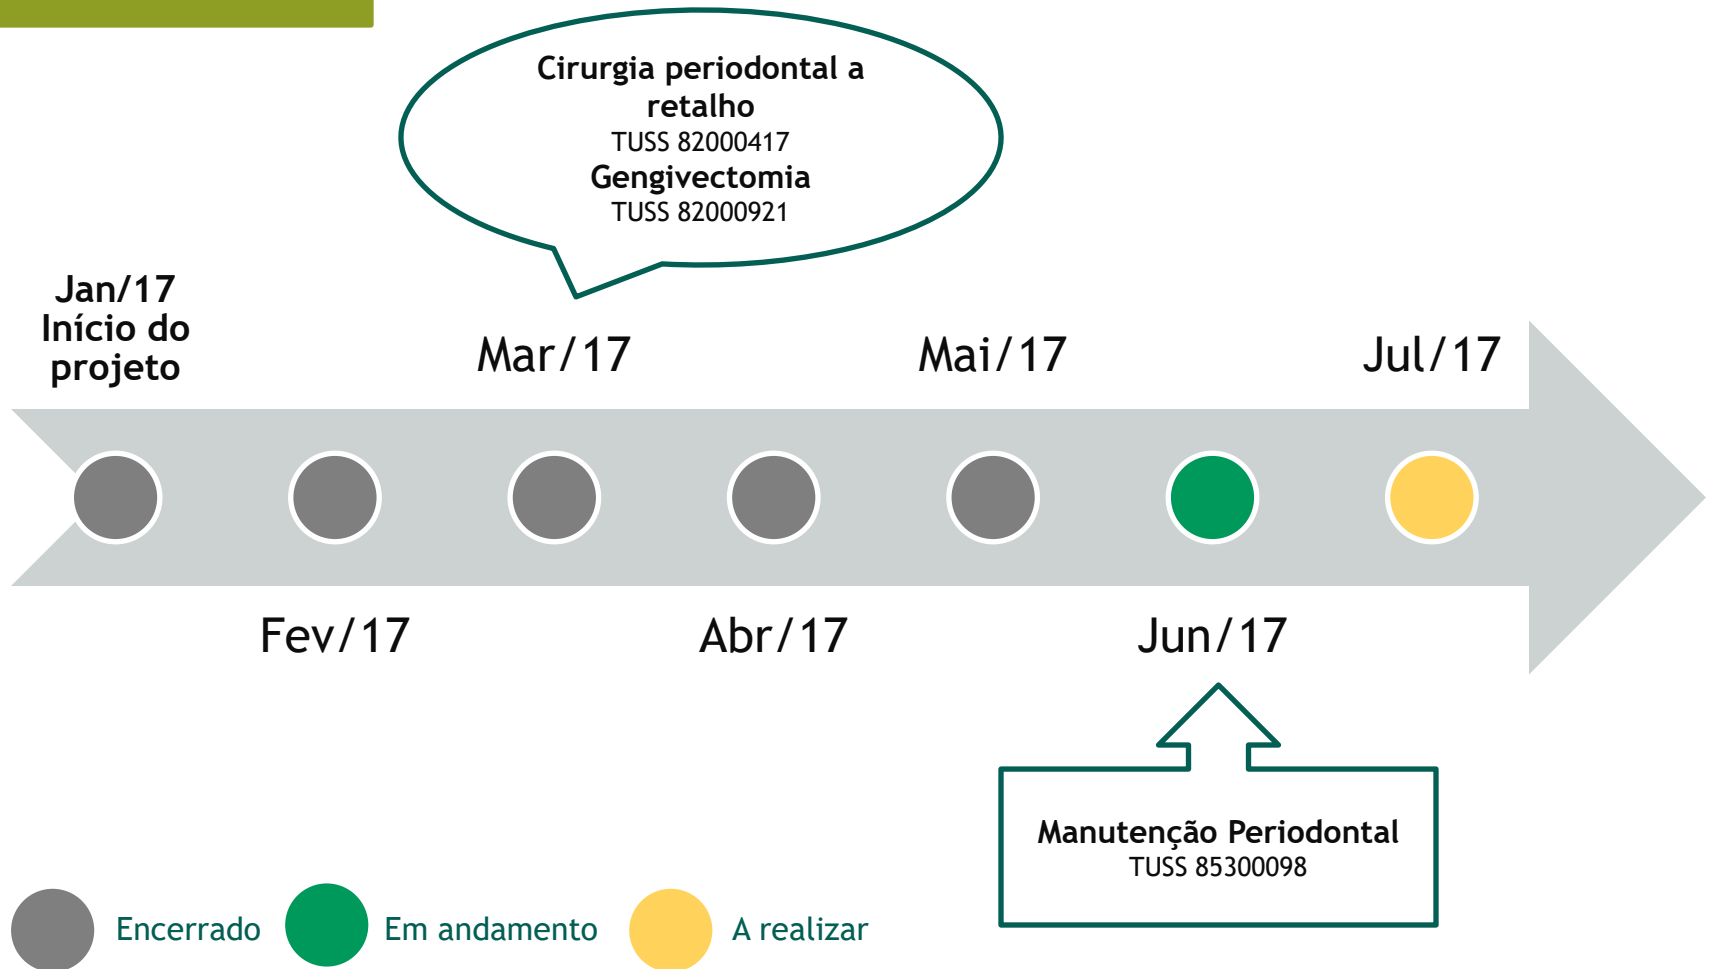 Cirurgia periodontal a
retalho
TUSS 82000417
Gengivectomia
TUSS 82000921
Jan/17
Início do
projeto
Mar/17
Mai/17
Jul/17
Fev/17
Abr/17
Jun/17
Manutenção Periodontal
TUSS 85300098
Encerrado
Em andamento
A realizar